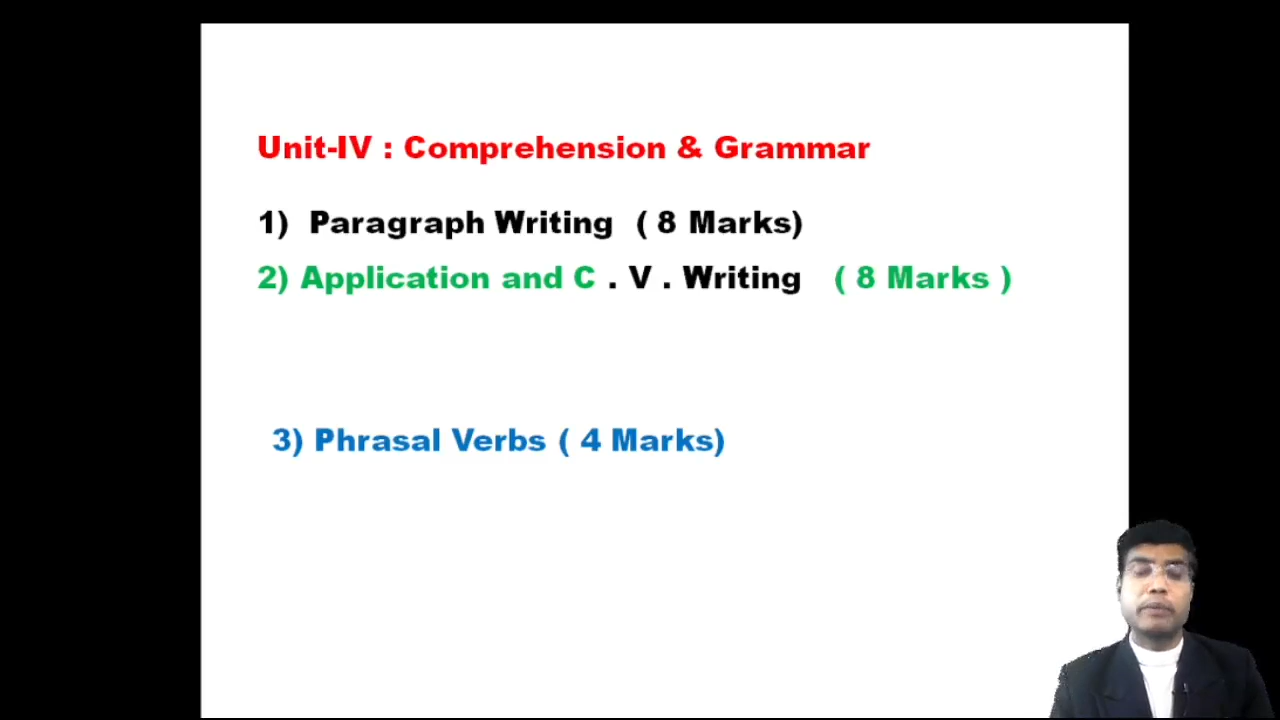 Unit-IV : Comprehension & Grammar
1) Paragraph Writing ( 8 Marks)
2) Application and C . V . Writing ( 8 Marks )
3) Phrasal Verbs ( 4 Marks)